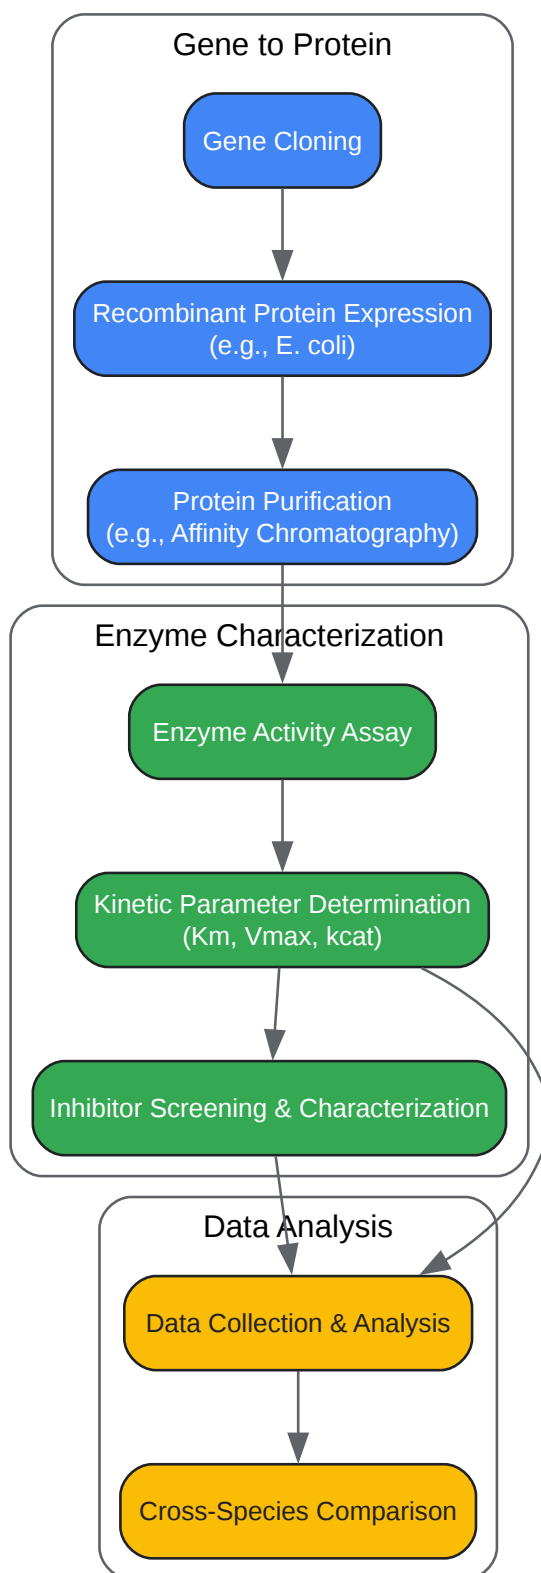 Gene to Protein
Gene Cloning
Recombinant Protein Expression
(e.g., E. coli)
Protein Purification
(e.g., Affinity Chromatography)
Enzyme Characterization
Enzyme Activity Assay
Kinetic Parameter Determination
(Km, Vmax, kcat)
Inhibitor Screening & Characterization
Data Analysis
Data Collection & Analysis
Cross-Species Comparison